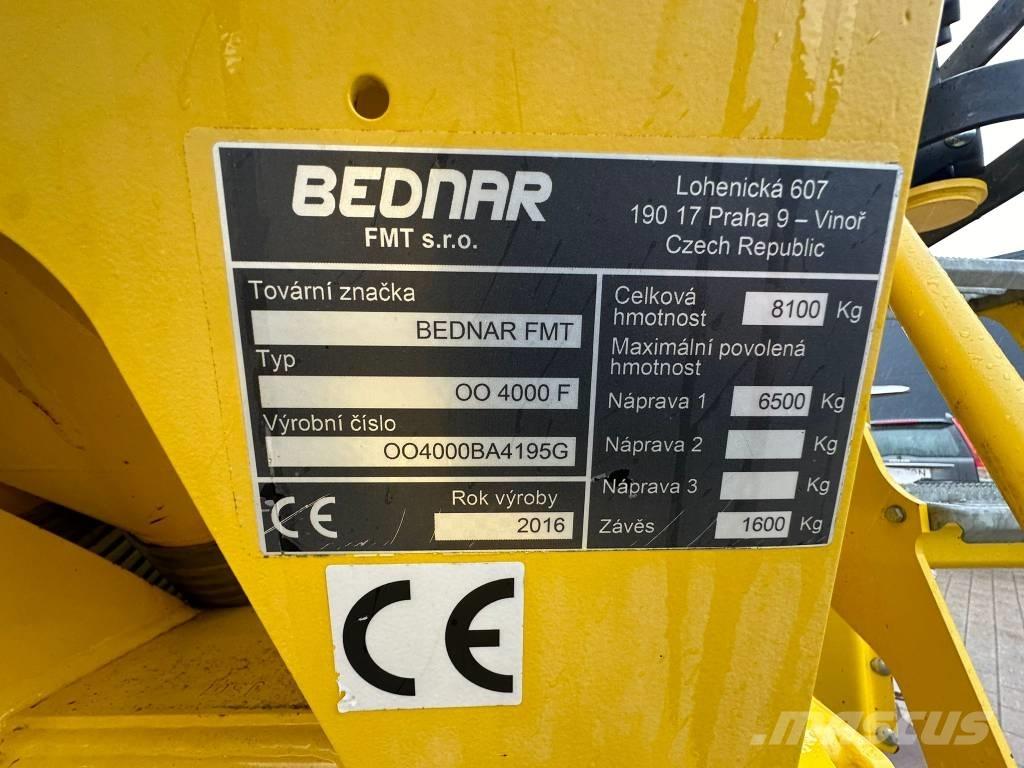 BEDNAR
FMT s.r.o.
Lohenická 607
190 17 Praha 9 – Vinoř
Czech Republic
Tovární značka
BEDNAR FMT
Typ
OO 4000 F
Výrobní číslo
OO4000BA4195G
CE
Rok výroby
2016
Celková
hmotnost
8100 Kg
Maximální povolená
hmotnost
Náprava 1 6500 Kg
Náprava 2 Kg
Náprava 3 Kg
Závěs 1600 Kg
CE
mascus